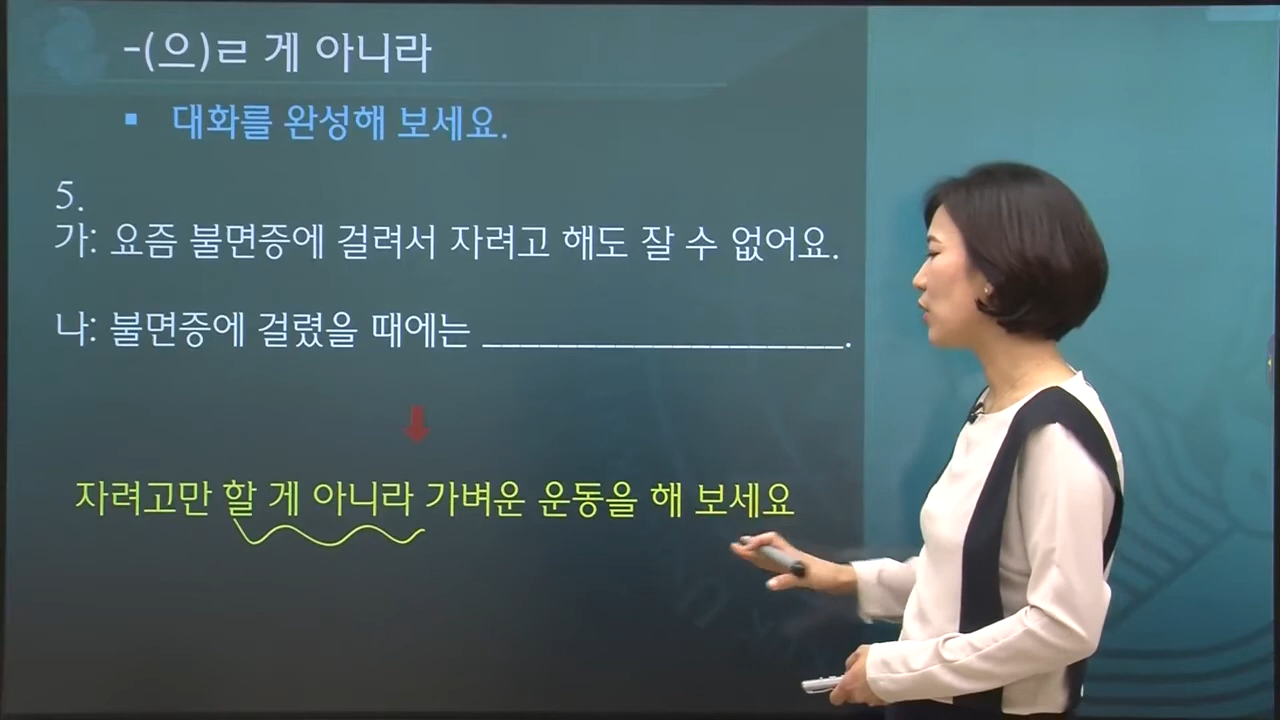 -(으)ㄹ 게 아니라
▪ 대화를 완성해 보세요.
5.
가: 요즘 불면증에 걸려서 자려고 해도 잘 수 없어요.
나: 불면증에 걸렸을 때에는 ____________________.
자려고만 할 게 아니라 가벼운 운동을 해 보세요